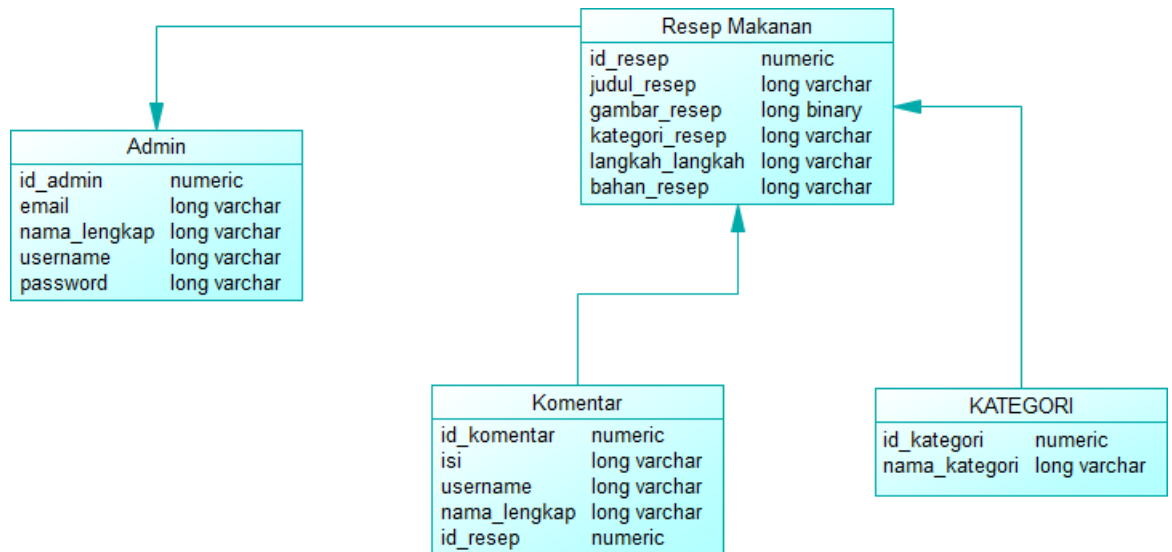 Resep Makanan
id_resep numeric
judul_resep long varchar
gambar_resep long binary
kategori_resep long varchar
langkah_langkah long varchar
bahan_resep long varchar
Admin
id_admin numeric
email long varchar
nama_lengkap long varchar
username long varchar
password long varchar
Komentar
id_komentar numeric
isi long varchar
username long varchar
nama_lengkap long varchar
id_resep numeric
KATEGORI
id_kategori numeric
nama_kategori long varchar